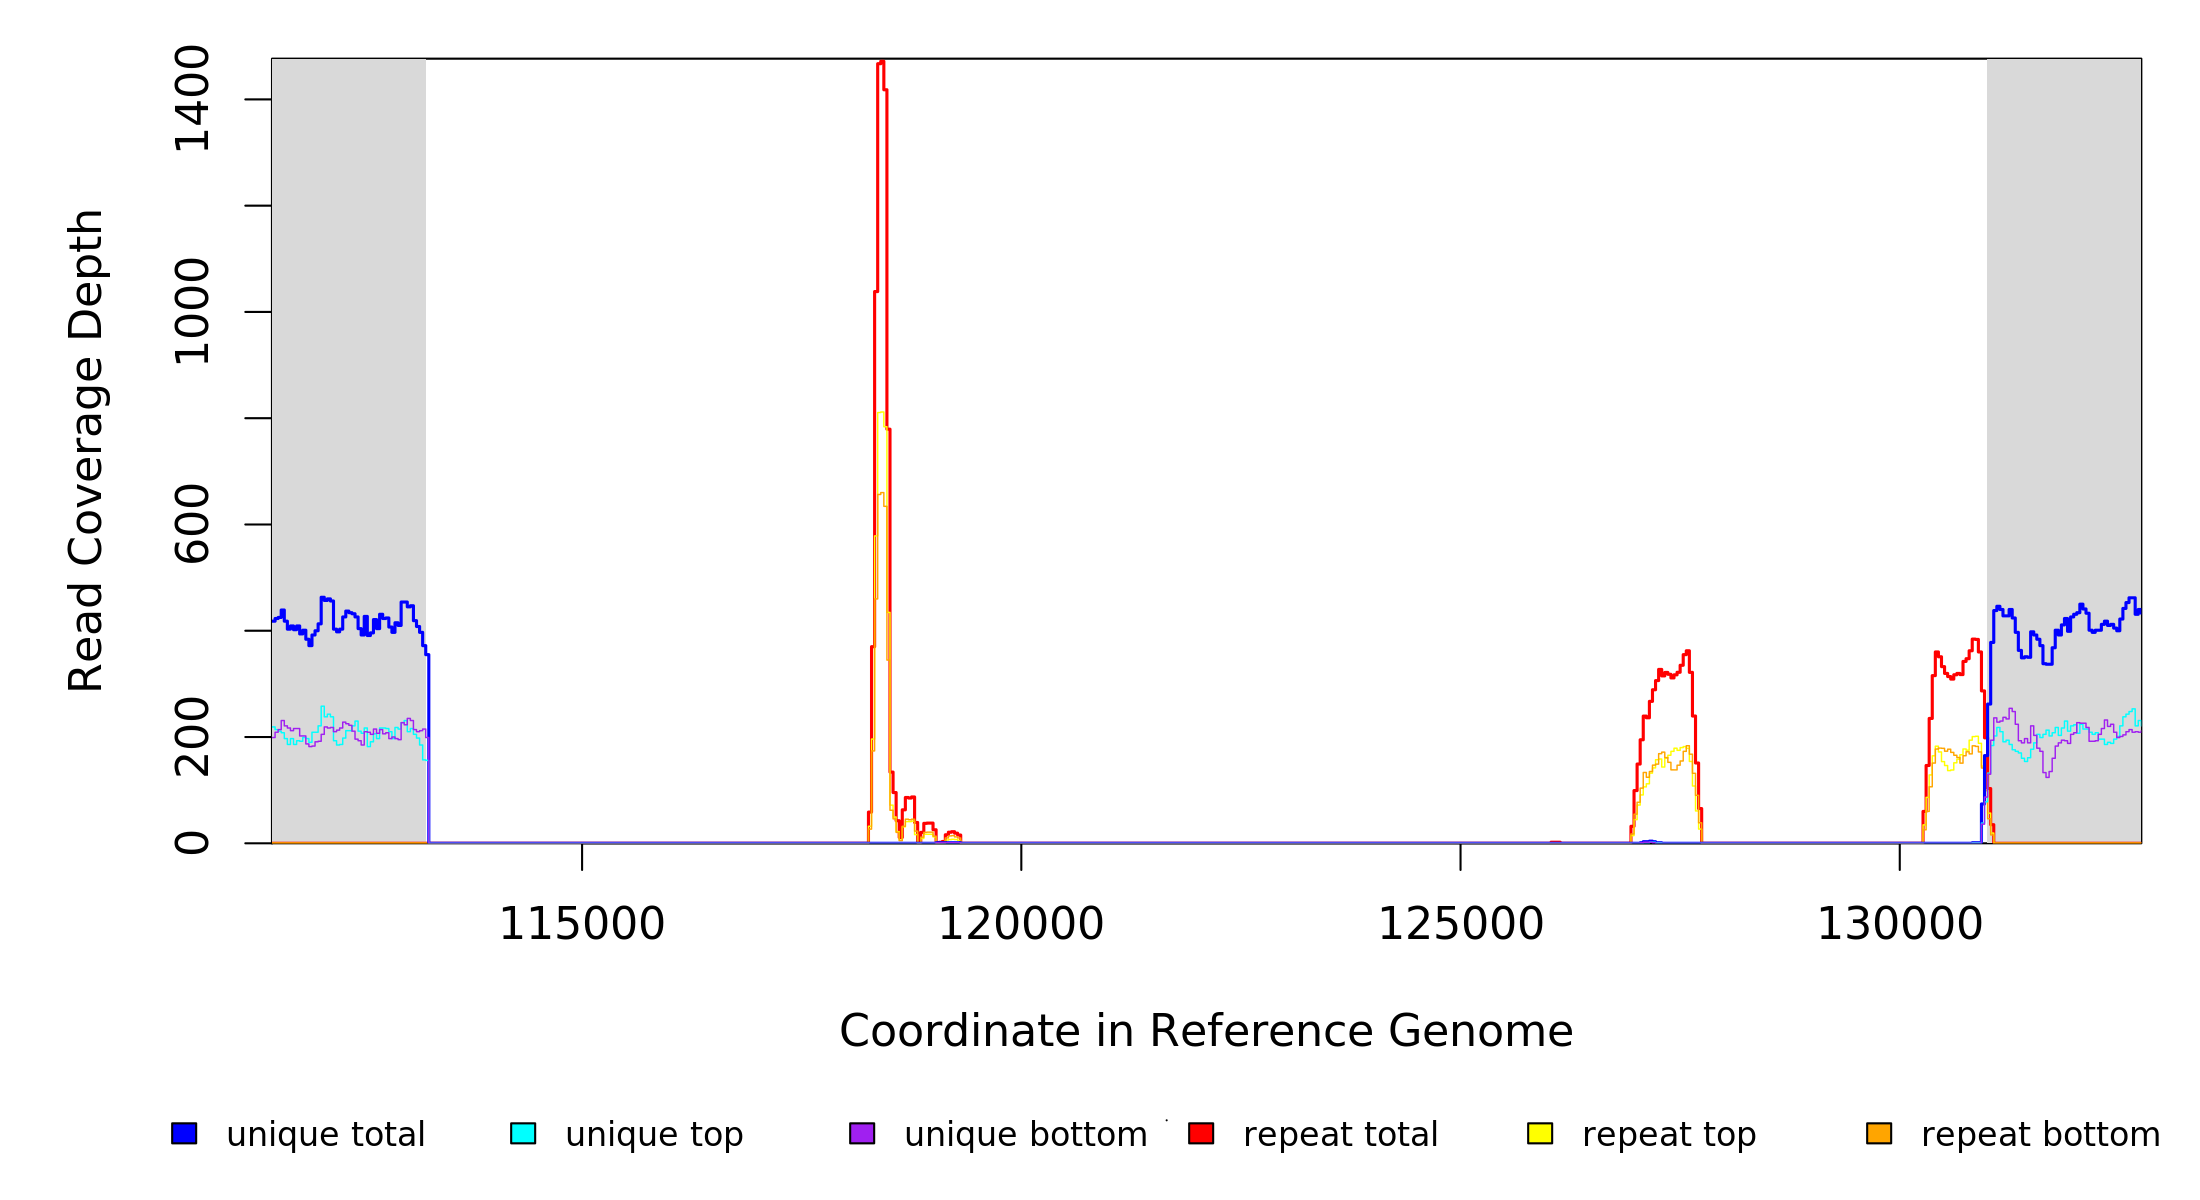 Read Coverage Depth
1400
1000
600
200
0
115000 120000 125000 130000
Coordinate in Reference Genome
unique total unique top unique bottom repeat total repeat top repeat bottom